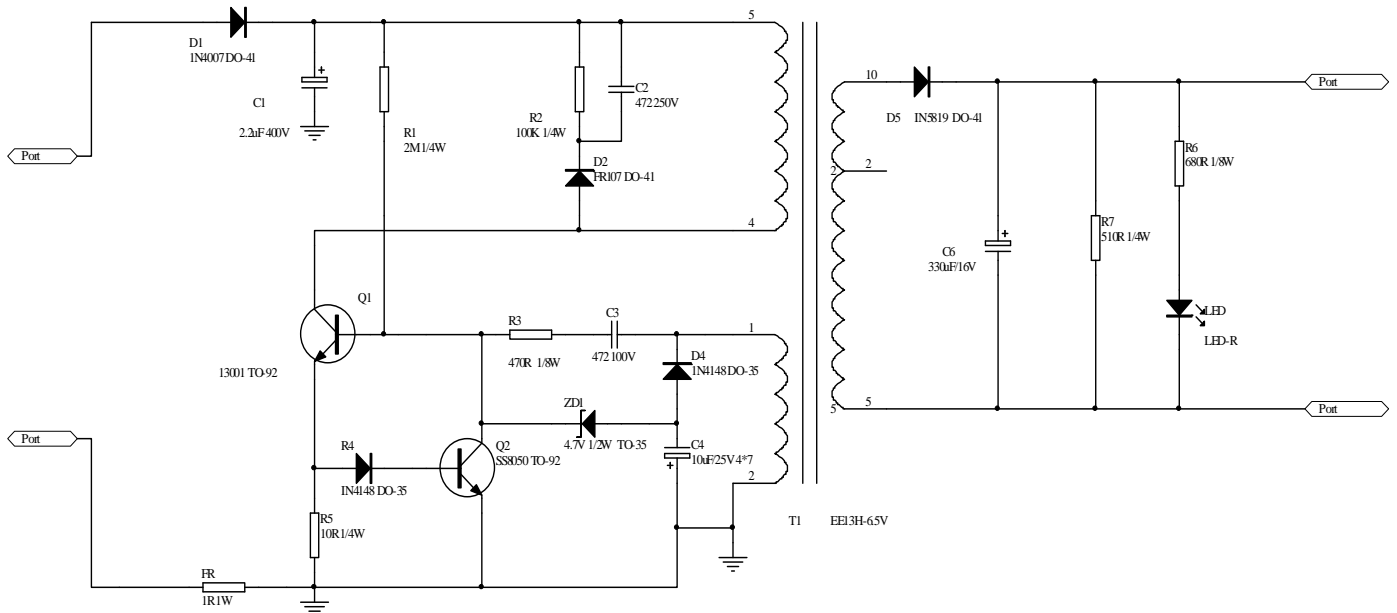 5
D1
1N4007 DO-41
+
C1
2.2uF 400V
R1
2M 1/4W
R2
100K 1/4W
C2
472 250V
D2
FR107 DO-41
4
10
D5 IN5819 DO-41
2
2
R6
680R 1/8W
R7
510R 1/4W
+
C6
330uF/16V
LED
LED-R
5
5
Port
Port
Port
Port
Q1
13001 TO-92
R3
470R 1/8W
C3
472 100V
1
D4
1N4148 DO-35
ZD1
4.7V 1/2W TO-35
C4
10uF/25V 4*7
+
2
Q2
SS8050 TO-92
R4
IN4148 DO-35
R5
10R 1/4W
T1 EE13H-6.5V
FR
1R 1W